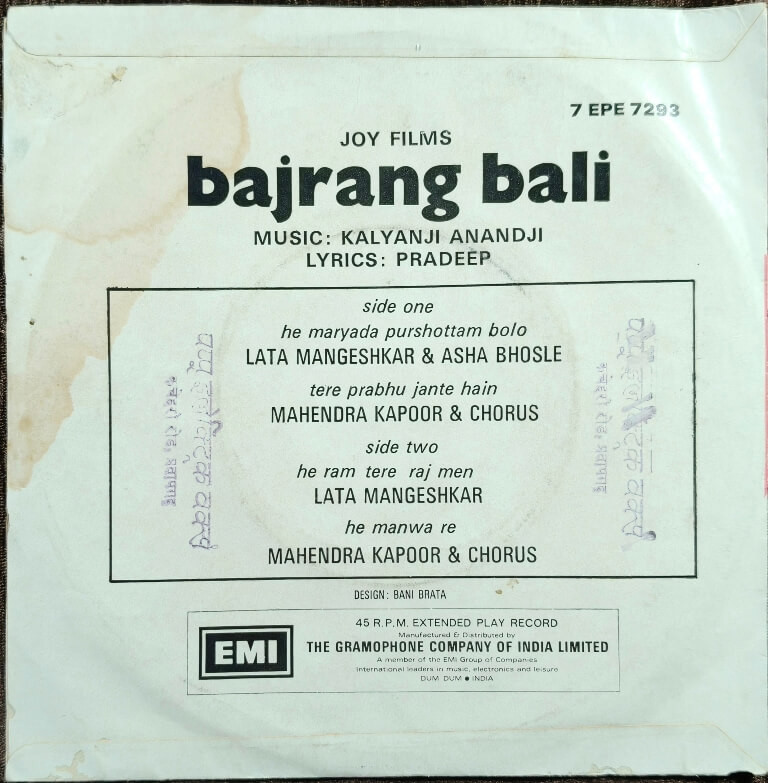 7 EPE 7293
JOY FILMS
bajrang bali
MUSIC: KALYANJI ANANDJI
LYRICS: PRADEEP
side one
he maryada purshottam bolo
LATA MANGESHKAR & ASHA BHOSLE
tere prabhu jante hain
MAHENDRA KAPOOR & CHORUS
side two
he ram tere raj men
LATA MANGESHKAR
he manwa re
MAHENDRA KAPOOR & CHORUS
DESIGN: BANI BRATA
EMI
45 R.P.M. EXTENDED PLAY RECORD
Manufactured & Distributed by
THE GRAMOPHONE COMPANY OF INDIA LIMITED
A member of the EMI Group of Companies
International leaders in music, electronics and leisure
DUM DUM ● INDIA